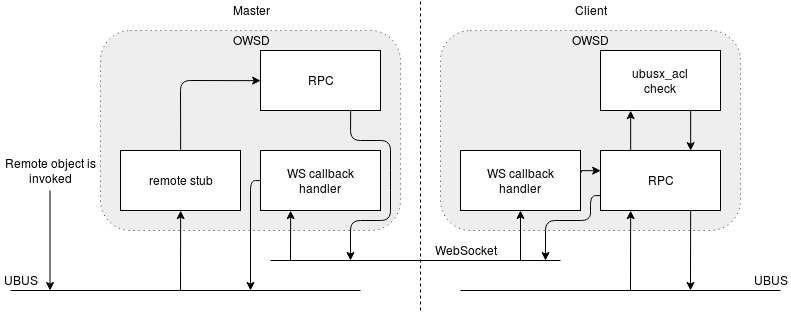 Master
Client
OWSD
OWSD
RPC
ubusx_acl
check
Remote object is
invoked
remote stub
WS callback
handler
WS callback
handler
RPC
WebSocket
UBUS
UBUS